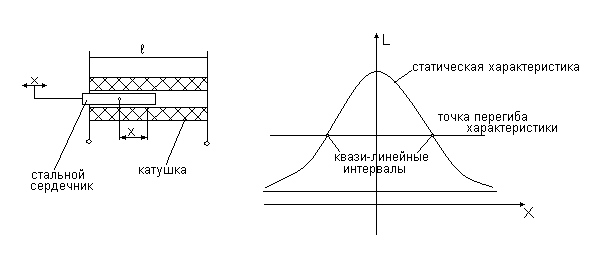 ℓ
x
x
стальной
сердечник
катушка
L
статическая характеристика
точка перегиба
характеристики
квази-линейные
интервалы
X